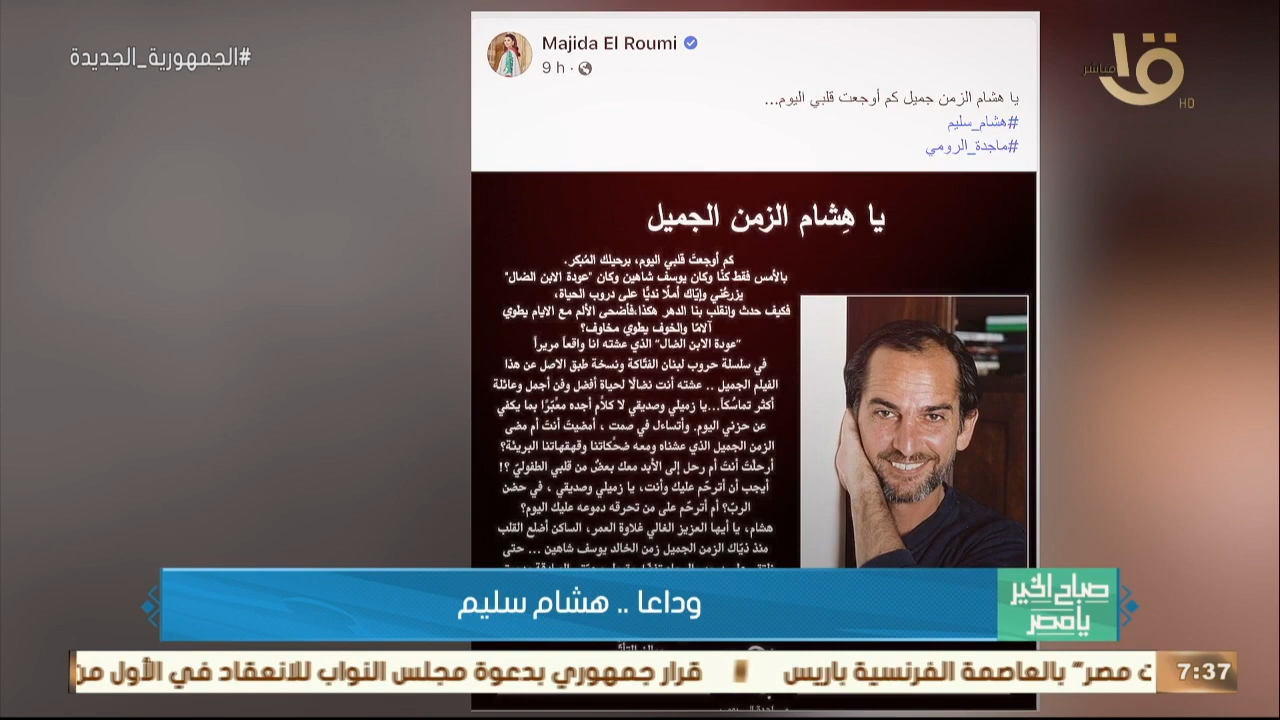 #الجمهورية_الجديدة
مباشر
HD
Majida El Roumi
9 h
يا هشام الزمن جميل كم أوجعت قلبي اليوم...
#هشام_سليم
#ماجدة_الرومي
يا هِشام الزمن الجميل
كم أوجعتَ قلبي اليوم، برحيلك المُبكر.
بالأمس فقط كنّا وكان يوسف شاهين وكان "عودة الابن الضال"
يزرعُني وإيّاك أملًا نديًّا على دروب الحياة،
فكيف حدث وانقلب بنا الدهر هكذا،فأضحى الألم مع الايام يطوي
آلامًا والخوف يطوي مخاوف؟
"عودة الابن الضال" الذي عشته انا واقعاً مريراً
في سلسلة حروب لبنان الفتّاكة ونسخة طبق الاصل عن هذا
الفيلم الجميل .. عشته أنت نضالًا لحياة أفضل وفن أجمل وعائلة
أكثر تماسُكاً...يا زميلي وصديقي لا كلام أجده معُبّرًا بما يكفي
عن حزني اليوم. وأتساءل في صمت ، أمضيتَ أنتَ أم مضى
الزمن الجميل الذي عشناه ومعه ضحُكاتنا وقهقهاتنا البريئة؟
أرحلتَ أنتَ أم رحل إلى الأبد معك بعضٌ من قلبي الطفوليّ ؟!
أيجب أن أترحّم عليك وأنت، يا زميلي وصديقي ، في حضن
الربّ؟ أم أترحّم على من تحرقه دموعه عليك اليوم؟
هشام، يا أيها العزيز الغالي غلاوة العمر، الساكن أضلع القلب
منذ ذيّاك الزمن الجميل زمن الخالد يوسف شاهين ... حتى
وداعا .. هشام سليم
صباح الخير
يا مصر
ت مصر" بالعاصمة الفرنسية باريس
قرار جمهوري بدعوة مجلس النواب للانعقاد في الأول من
7:37